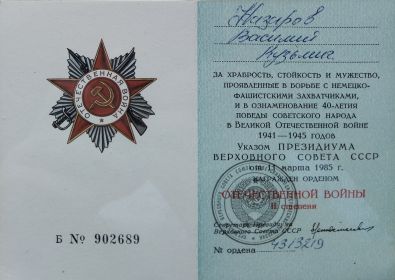 ОТЕЧЕСТВЕННАЯ ВОЙНА
Б № 902689
Назиров
Василий
Кузьмич
ЗА ХРАБРОСТЬ, СТОЙКОСТЬ И МУЖЕСТВО,
ПРОЯВЛЕННЫЕ В БОРЬБЕ С НЕМЕЦКО-
ФАШИСТСКИМИ ЗАХВАТЧИКАМИ,
И В ОЗНАМЕНОВАНИЕ 40-ЛЕТИЯ
ПОБЕДЫ СОВЕТСКОГО НАРОДА
В ВЕЛИКОЙ ОТЕЧЕСТВЕННОЙ ВОЙНЕ
1941—1945 ГОДОВ
Указом ПРЕЗИДИУМА
ВЕРХОВНОГО СОВЕТА СССР
от 11 марта 1985 г.
НАГРАЖДЕН ОРДЕНОМ
ОТЕЧЕСТВЕННОЙ ВОЙНЫ
II степени
Секретарь Президиума
Верховного Совета СССР
№ ордена 4313219